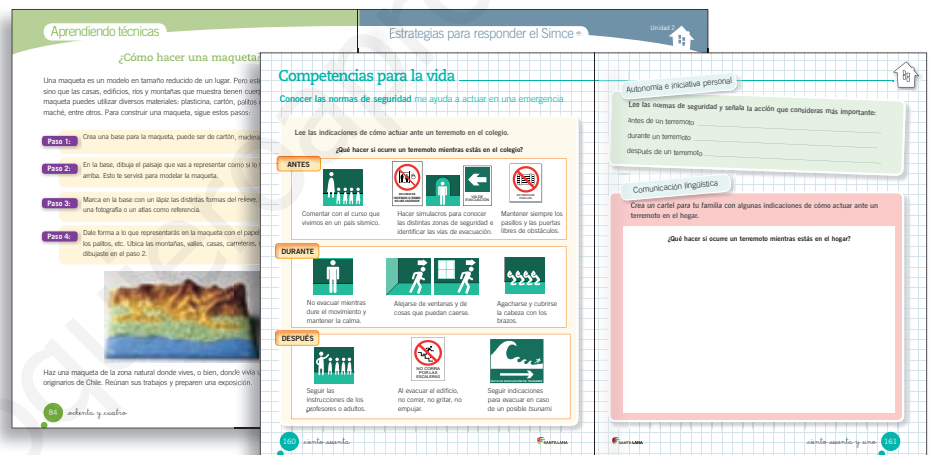 Aprendiendo técnicas
¿Cómo hacer una maqueta
Una maqueta es un modelo en tamaño reducido de un lugar. Pero
sino que las casas, edificios, ríos y montañas que muestra tienen
maqueta puedes utilizar diversos materiales: plasticina, cartón, palitos
maché, entre otros. Para construir una maqueta, sigue estos pasos:
Paso 1:
Crea una base para la maqueta, puede ser de cartón, madera
Paso 2:
En la base, dibuja el paisaje que vas a representar como si lo
arriba. Esto te servirá para modelar la maqueta.
Paso 3:
Marca en la base con un lápiz las distintas formas del relieve.
una fotografía o un atlas como referencia.
Paso 4:
Dale forma a lo que representarás en la maqueta con el papel
los palitos, etc. Ubica las montañas, valles, casas, carreteras,
dibujaste en el paso 2.
Haz una maqueta de la zona natural donde vives, o bien, donde vivía
originarios de Chile. Reúnan sus trabajos y preparen una exposición.
84 ochenta y cuatro
Estrategias para responder el Simce
Unidad 2
Competencias para la vida
Conocer las normas de seguridad me ayuda a actuar en una emergencia
Lee las indicaciones de cómo actuar ante un terremoto en el colegio.
¿Qué hacer si ocurre un terremoto mientras estás en el colegio?
ANTES
VÍA DE
EVACUACIÓN
Comentar con el curso que
vivimos en un país sísmico.
Hacer simulacros para conocer
las distintas zonas de seguridad e
identificar las vías de evacuación.
Mantener siempre los
pasillos y las puertas
libres de obstáculos.
DURANTE
No evacuar mientras
dure el movimiento y
mantener la calma.
Alejarse de ventanas y de
cosas que puedan caerse.
Agacharse y cubrirse
la cabeza con los
brazos.
DESPUÉS
NO CORRA
POR LAS
ESCALERAS
Seguir las
instrucciones de los
profesores o adultos.
Al evacuar el edificio,
no correr, no gritar, no
empujar.
Seguir indicaciones
para evacuar en caso
de un posible tsunami
160 ciento sesenta
SANTILLANA
Autonomía e iniciativa personal
Lee las normas de seguridad y señala la acción que consideras más importante:
antes de un terremoto
durante un terremoto
después de un terremoto
Comunicación lingüística
Crea un cartel para tu familia con algunas indicaciones de cómo actuar ante un
terremoto en el hogar.
¿Qué hacer si ocurre un terremoto mientras estás en el hogar?
SANTILLANA
ciento sesenta y uno 161